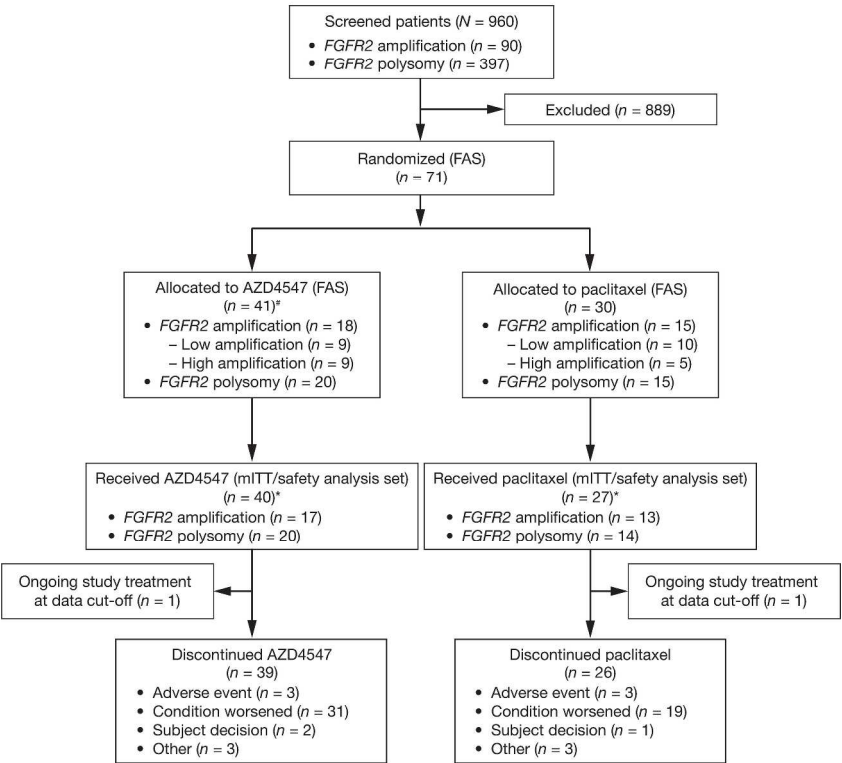 Screened patients (N = 960)
• FGFR2 amplification (n = 90)
• FGFR2 polysomy (n = 397)
Excluded (n = 889)
Randomized (FAS)
(n = 71)
Allocated to AZD4547 (FAS)
(n = 41)#
• FGFR2 amplification (n = 18)
– Low amplification (n = 9)
– High amplification (n = 9)
• FGFR2 polysomy (n = 20)
Allocated to paclitaxel (FAS)
(n = 30)
• FGFR2 amplification (n = 15)
– Low amplification (n = 10)
– High amplification (n = 5)
• FGFR2 polysomy (n = 15)
Received AZD4547 (mITT/safety analysis set)
(n = 40)*
• FGFR2 amplification (n = 17)
• FGFR2 polysomy (n = 20)
Received paclitaxel (mITT/safety analysis set)
(n = 27)*
• FGFR2 amplification (n = 13)
• FGFR2 polysomy (n = 14)
Ongoing study treatment
at data cut-off (n = 1)
Ongoing study treatment
at data cut-off (n = 1)
Discontinued AZD4547
(n = 39)
• Adverse event (n = 3)
• Condition worsened (n = 31)
• Subject decision (n = 2)
• Other (n = 3)
Discontinued paclitaxel
(n = 26)
• Adverse event (n = 3)
• Condition worsened (n = 19)
• Subject decision (n = 1)
• Other (n = 3)